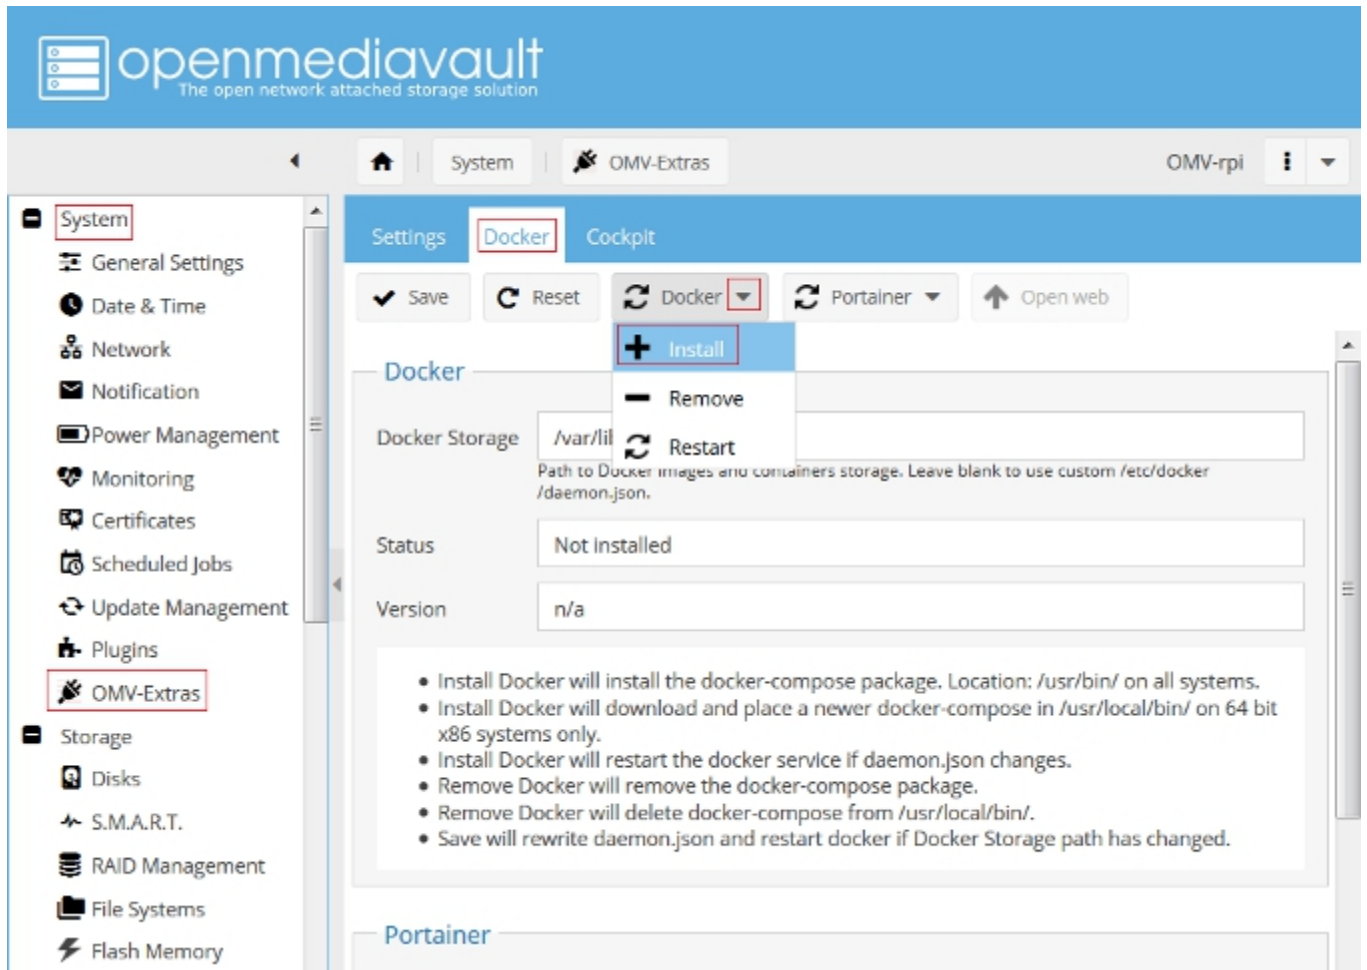 openmediavault
The open network attached storage solution
System
OMV-Extras
OMV-rpi
System
General Settings
Date & Time
Network
Notification
Power Management
Monitoring
Certificates
Scheduled Jobs
Update Management
Plugins
OMV-Extras
Storage
Disks
S.M.A.R.T.
RAID Management
File Systems
Flash Memory
Settings
Docker
Cockpit
Save
Reset
Docker
Portainer
Open web
Install
Remove
Restart
Docker
Docker Storage
/var/lib
Path to Docker images and containers storage. Leave blank to use custom /etc/docker
/daemon.json.
Status
Not installed
Version
n/a
• Install Docker will install the docker-compose package. Location: /usr/bin/ on all systems.
• Install Docker will download and place a newer docker-compose in /usr/local/bin/ on 64 bit
x86 systems only.
• Install Docker will restart the docker service if daemon.json changes.
• Remove Docker will remove the docker-compose package.
• Remove Docker will delete docker-compose from /usr/local/bin/.
• Save will rewrite daemon.json and restart docker if Docker Storage path has changed.
Portainer